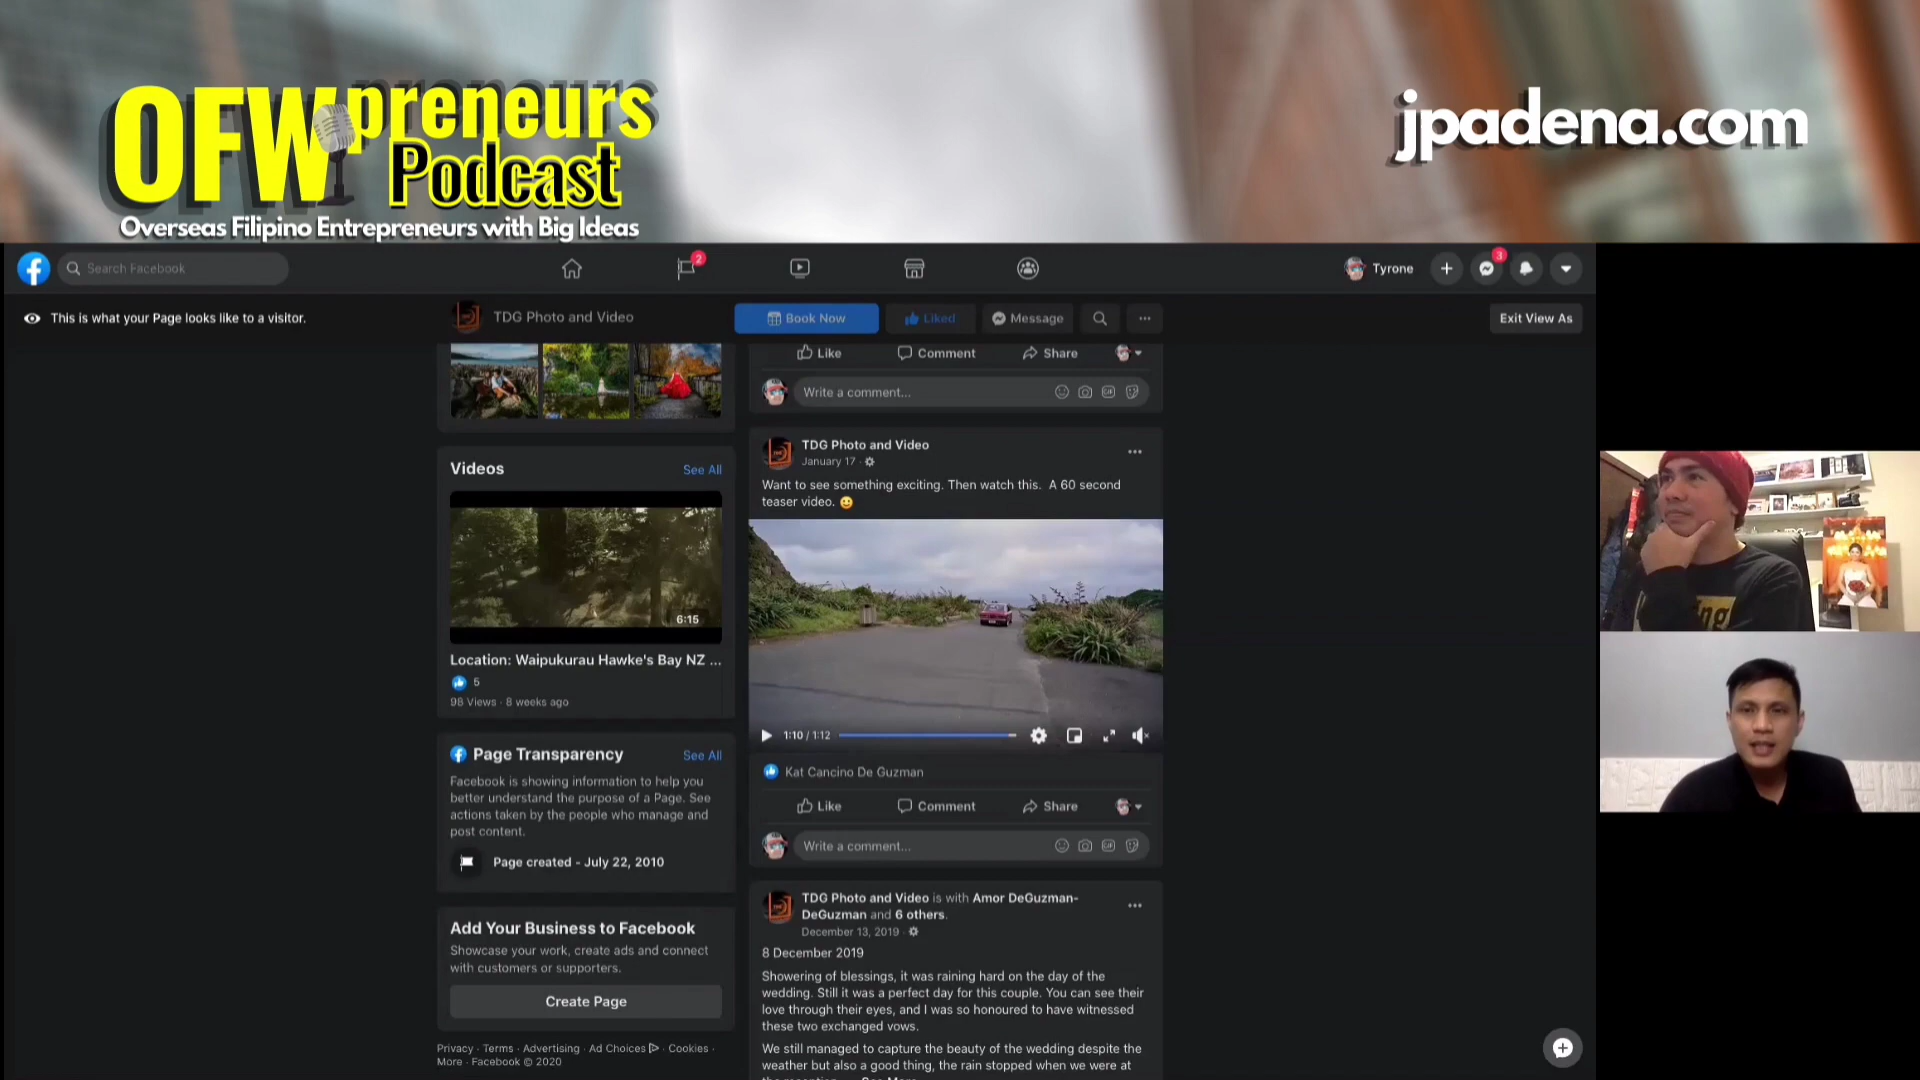 OFWpreneurs
Podcast
Overseas Filipino Entrepreneurs with Big Ideas
jpadena.com
Search Facebook
2
Tyrone
3
This is what your Page looks like to a visitor.
TDG Photo and Video
Book Now
Liked
Message
Exit View As
Like
Comment
Share
Write a comment...
GIF
Videos
See All
6:15
Location: Waipukurau Hawke's Bay NZ ...
5
98 Views · 8 weeks ago
Page Transparency
See All
Facebook is showing information to help you
better understand the purpose of a Page. See
actions taken by the people who manage and
post content.
Page created - July 22, 2010
Add Your Business to Facebook
Showcase your work, create ads and connect
with customers or supporters.
Create Page
Privacy · Terms · Advertising · Ad Choices · Cookies ·
More · Facebook © 2020
TDG Photo and Video
January 17 ·
Want to see something exciting. Then watch this. A 60 second
teaser video.
1:10 / 1:12
Kat Cancino De Guzman
Like
Comment
Share
Write a comment...
GIF
TDG Photo and Video is with Amor DeGuzman-
DeGuzman and 6 others.
December 13, 2019 ·
8 December 2019
Showering of blessings, it was raining hard on the day of the
wedding. Still it was a perfect day for this couple. You can see their
love through their eyes, and I was so honoured to have witnessed
these two exchanged vows.
We still managed to capture the beauty of the wedding despite the
weather but also a good thing, the rain stopped when we were at